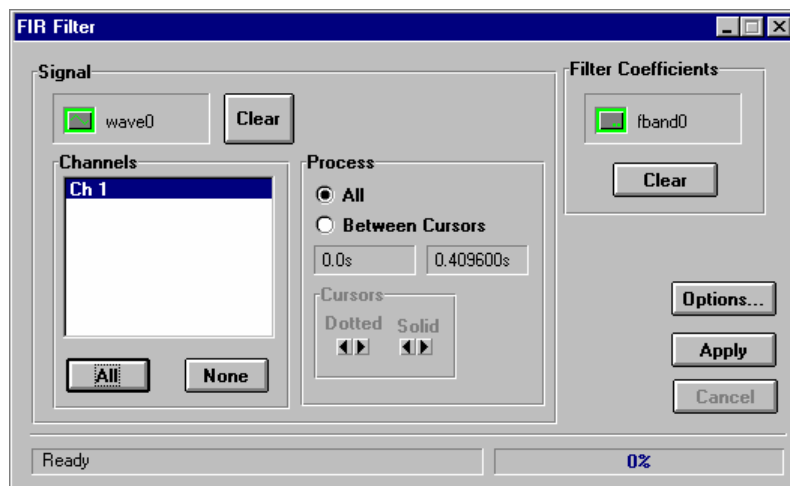 FIR Filter
Signal
wave0
Clear
Channels
Ch 1
All
None
Process
All
Between Cursors
0.0s
0.409600s
Cursors
Dotted
Solid
Filter Coefficients
fband0
Clear
Options...
Apply
Cancel
Ready
0%